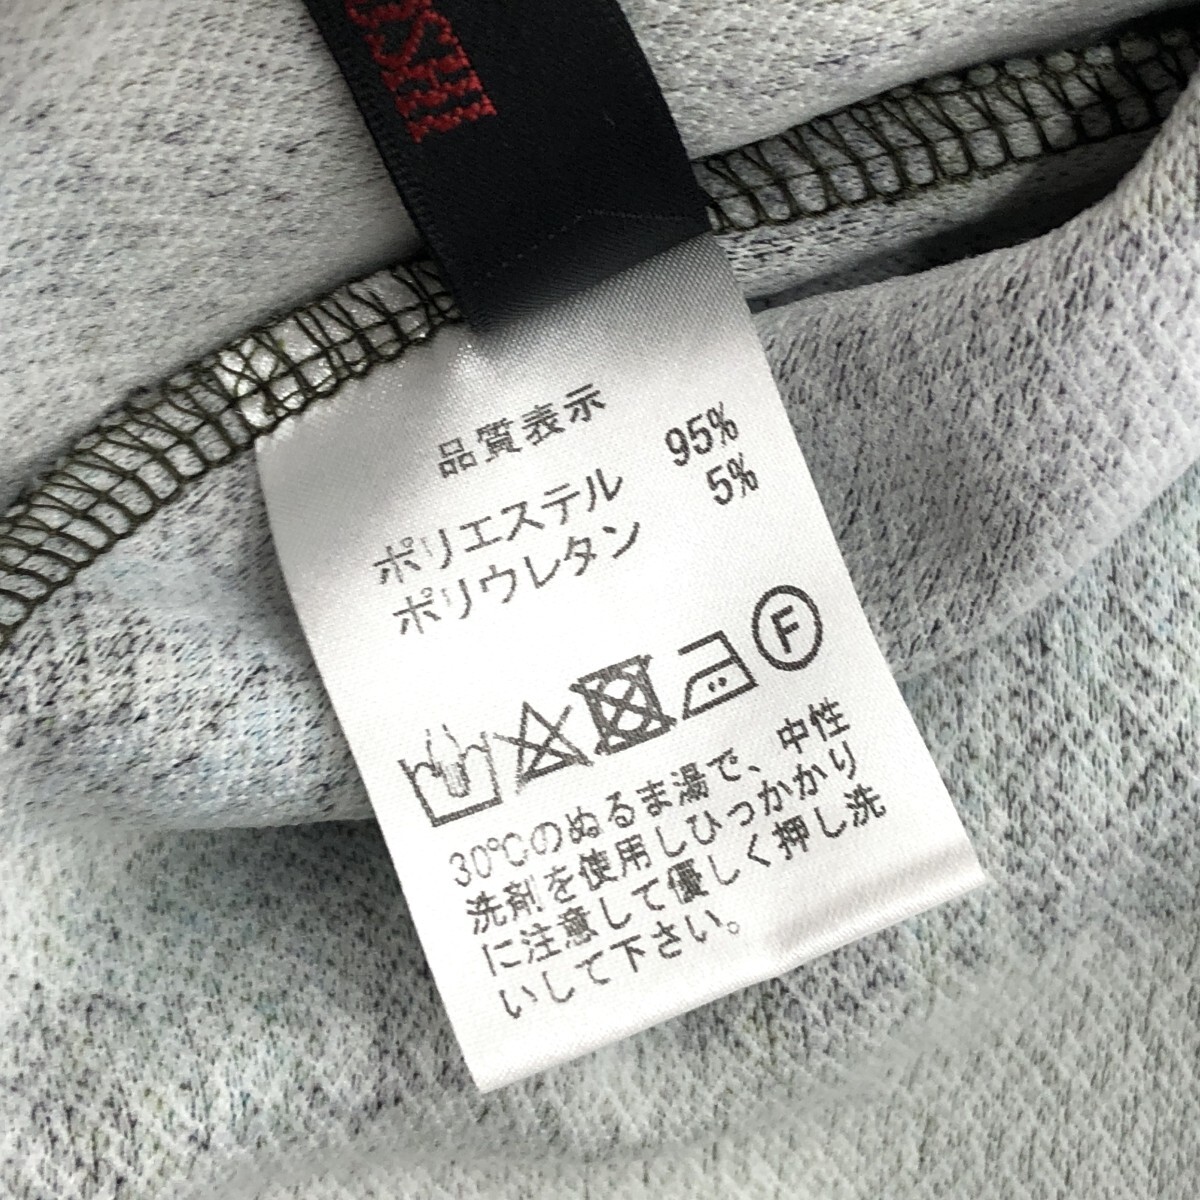 品質表示
ポリエステル 95%
ポリウレタン 5%
F
30℃のぬるま湯で、中性
洗剤を使用しひっかかり
に注意して優しく押し洗
いして下さい。